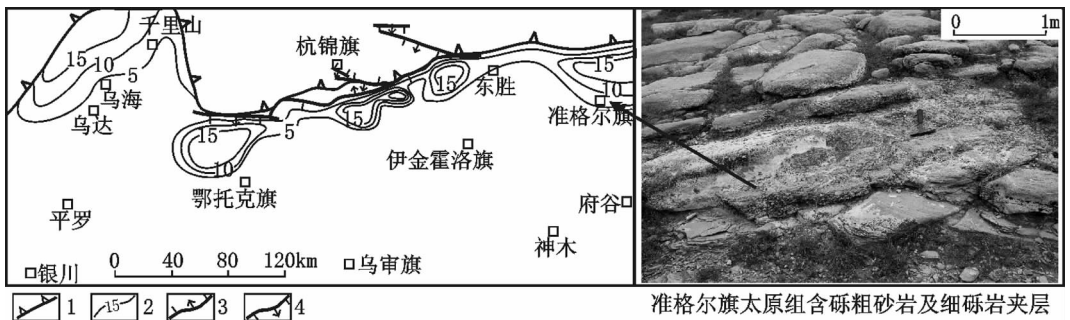 千里山
15
10
5
乌海
乌达
杭锦旗
15
5
10
15
15
东胜
15
10
准格尔旗
伊金霍洛旗
鄂托克旗
平罗
府谷
神木
银川
0 40 80 120km
乌审旗
1 15 2 3 4
0 1m
准格尔旗太原组含砾粗砂岩及细砾岩夹层